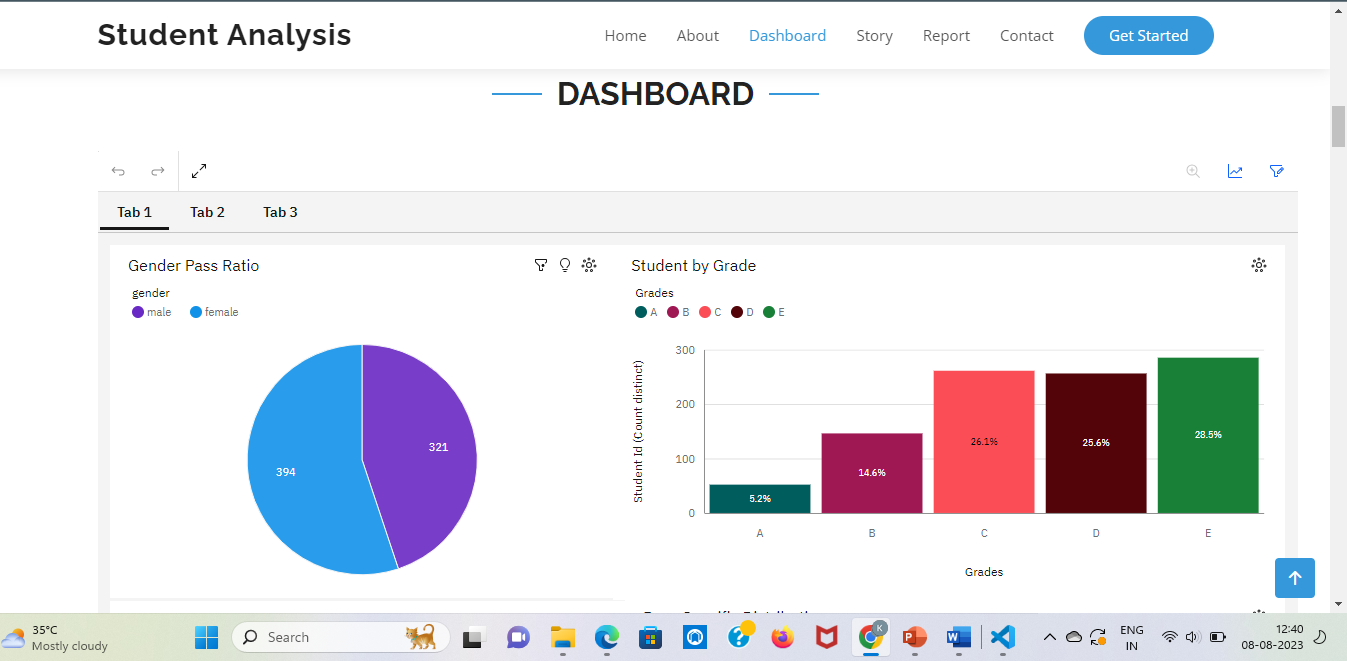 Student Analysis
Home About Dashboard Story Report Contact Get Started
DASHBOARD
Tab 1 Tab 2 Tab 3
Gender Pass Ratio
gender
male female
321
394
Student by Grade
Grades
A B C D E
Student Id (Count distinct)
300
200
100
0
5.2%
14.6%
26.1%
25.6%
28.5%
A B C D E
Grades
35°C
Mostly cloudy
Search
K
P
W
ENG
IN
12:40
08-08-2023